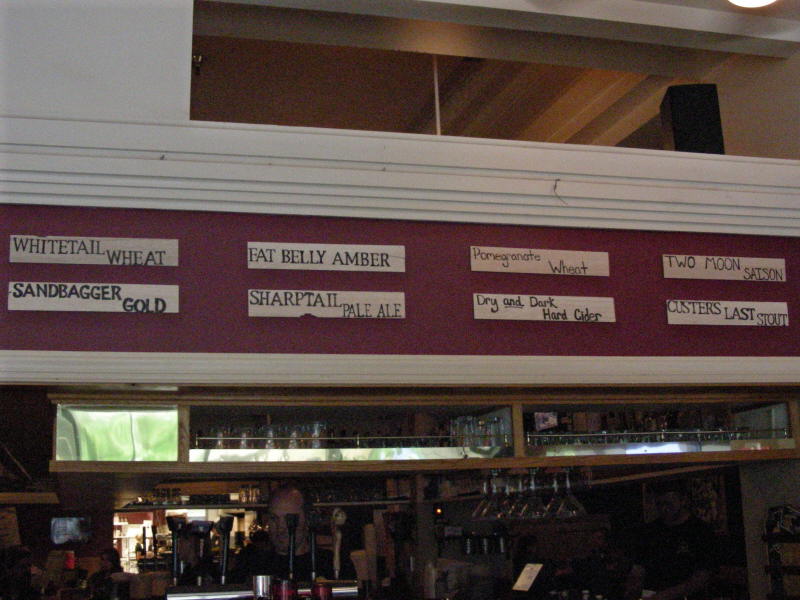 WHITETAIL WHEAT
FAT BELLY AMBER
Pomegranate Wheat
TWO MOON SAISON
SANDBAGGER GOLD
SHARPTAIL PALE ALE
Dry and Dark Hard Cider
CUSTERS LAST STOUT